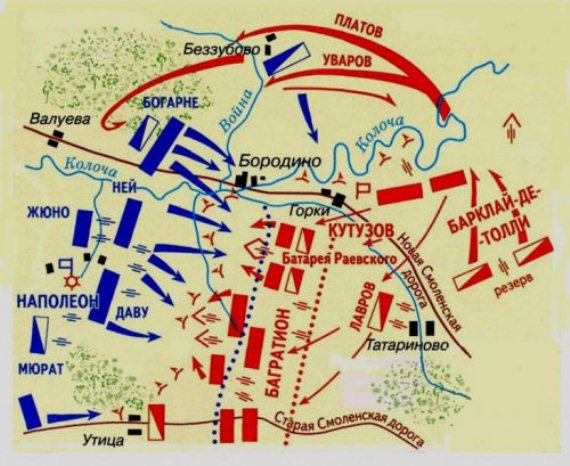 ПЛАТОВ
Беззубово
УВАРОВ
БОГАРНЕ
Война
Валуева
Колоча
Колоча
Бородино
НЕЙ
ЖЮНО
Горки
КУТУЗОВ
БАРКЛАЙ-ДЕ-
-ТОЛЛИ
Батарея Раевского
Новая Смоленская
дорога
резерв
НАПОЛЕОН
ДАВУ
ЛАВРОВ
БАГРАТИОН
Татариново
МЮРАТ
Утица
Старая Смоленская дорога